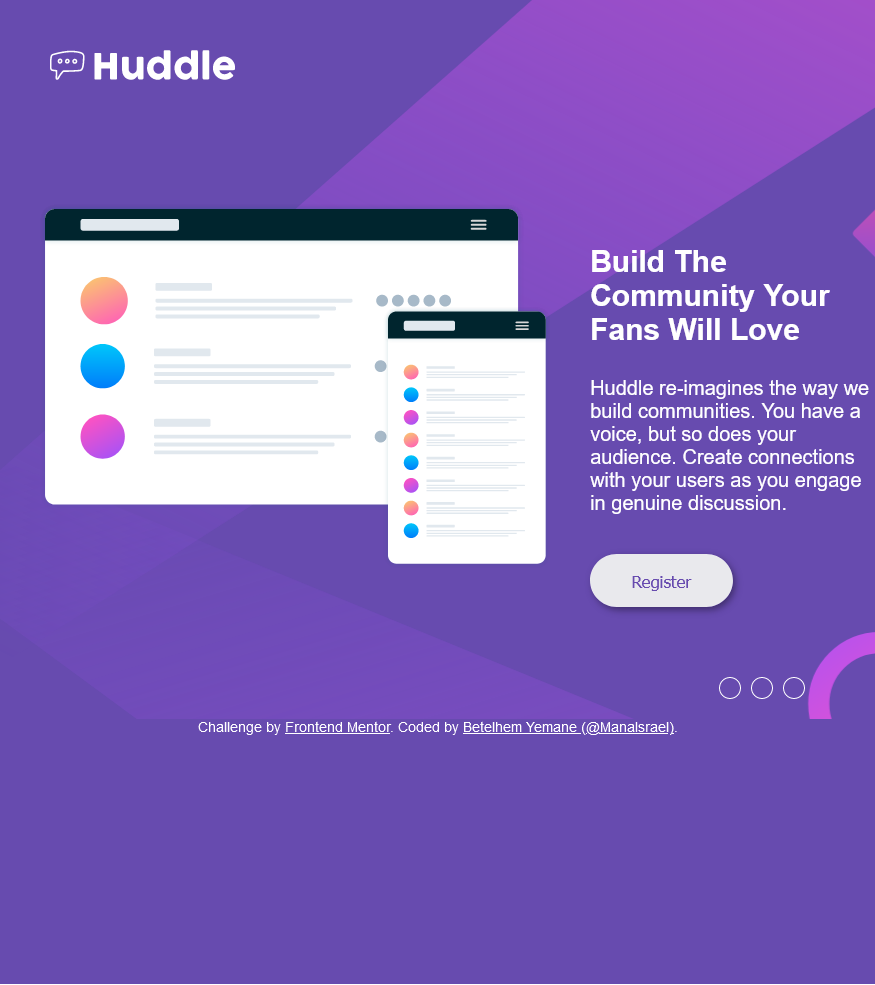 Huddle
Build The
Community Your
Fans Will Love
Huddle re-imagines the way we
build communities. You have a
voice, but so does your
audience. Create connections
with your users as you engage
in genuine discussion.
Register
Challenge by Frontend Mentor. Coded by Betelhem Yemane (@ManaIsrael).